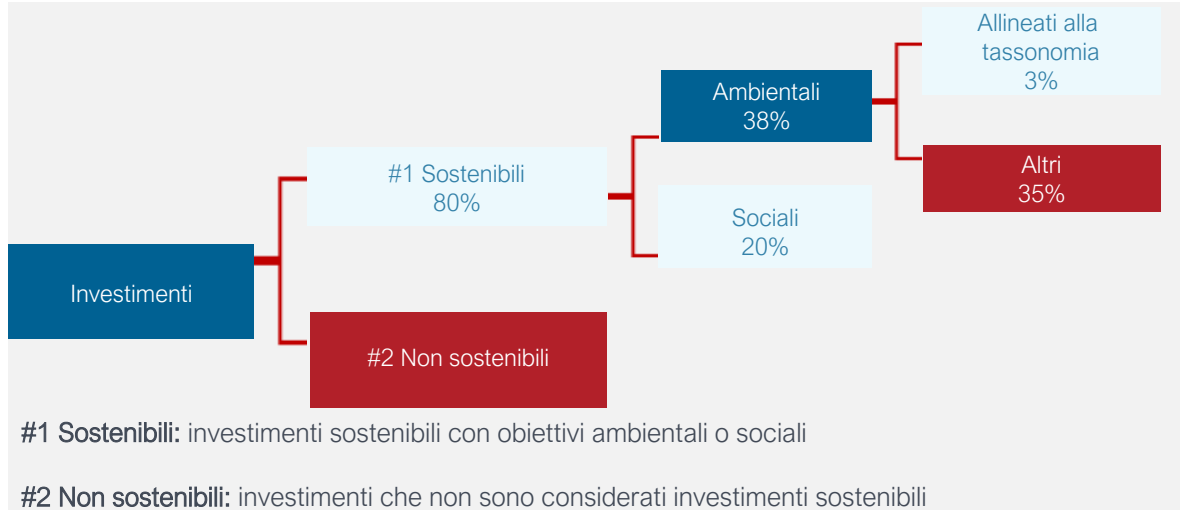 Allineati alla
tassonomia
3%
Ambientali
38%
Altri
35%
#1 Sostenibili
80%
Sociali
20%
Investimenti
#2 Non sostenibili
#1 Sostenibili: investimenti sostenibili con obiettivi ambientali o sociali
#2 Non sostenibili: investimenti che non sono considerati investimenti sostenibili